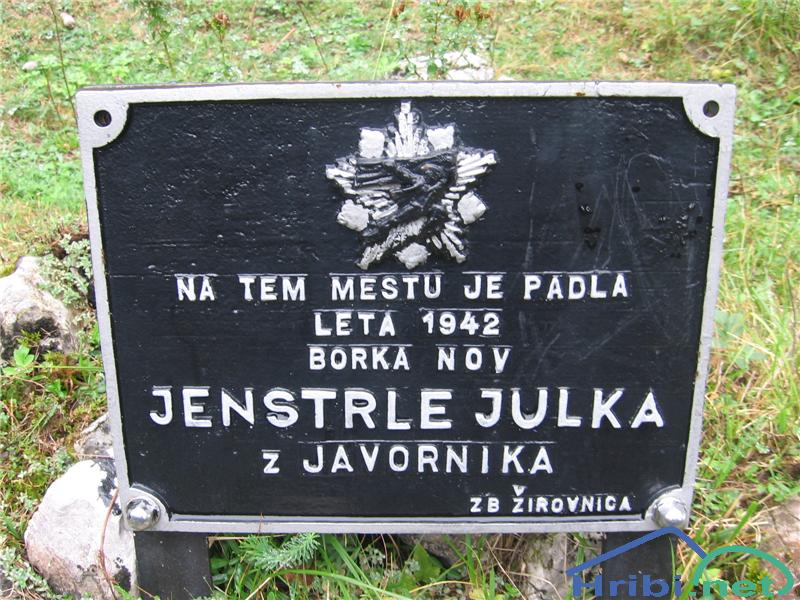 NA TEM MESTU JE PADLA
LETA 1942
BORKA NOV
JENSTRLE JULKA
Z JAVORNIKA
ZB ŽIROVNICA
Hribi.net